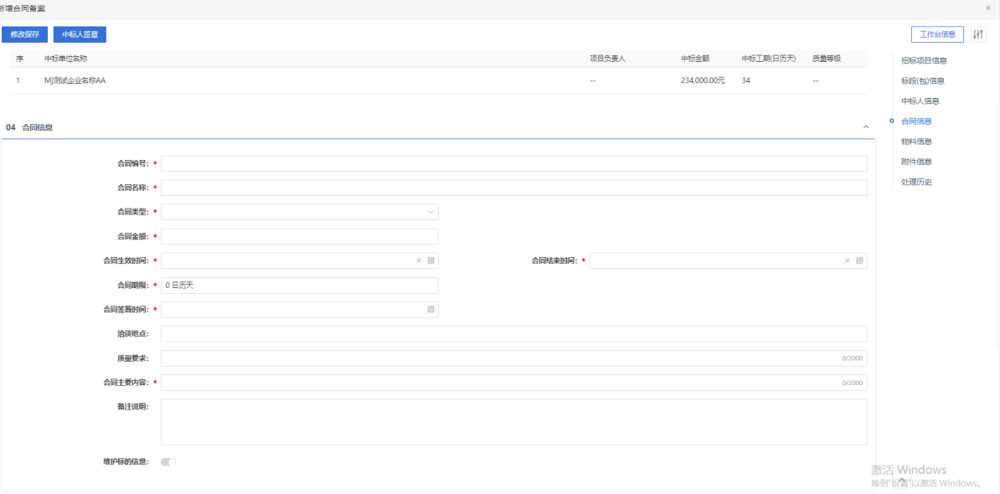 新增合同备案
修改保存 中标人签章 工作台信息
序 中标单位名称 项目负责人 中标金额 中标工期(日历天) 质量等级
1 Mj测试企业名称AA -- 234,000.00元 34 --
招标项目信息
标段(包)信息
中标人信息
合同信息
物料信息
附件信息
处理历史
04 合同信息
合同编号: *
合同名称: *
合同类型: *
合同金额: *
合同生效时间: * 合同结束时间: *
合同期限: * 0 日历天
合同签署时间: *
洽谈地点:
质量要求: 0/2000
合同主要内容: * 0/2000
备注说明:
维护标的信息:
激活 Windows
转到"设置"以激活 Windows。